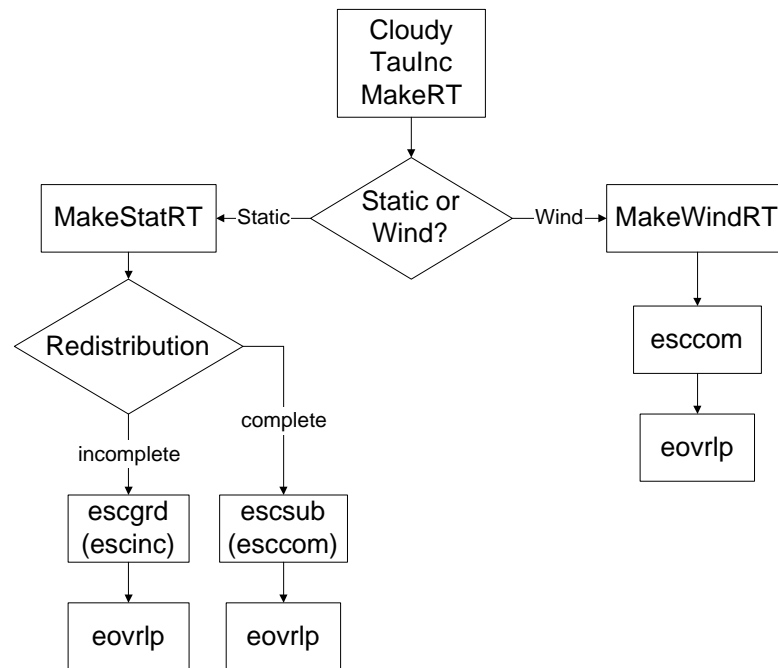 Cloudy
TauInc
MakeRT
Static or
Wind?
Static
Wind
MakeStatRT
MakeWindRT
Redistribution
esccom
complete
eovrlp
incomplete
escgrd
(escinc)
escsub
(esccom)
eovrlp
eovrlp